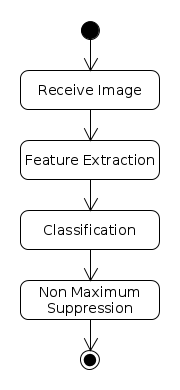 Receive Image
Feature Extraction
Classification
Non Maximum
Suppression